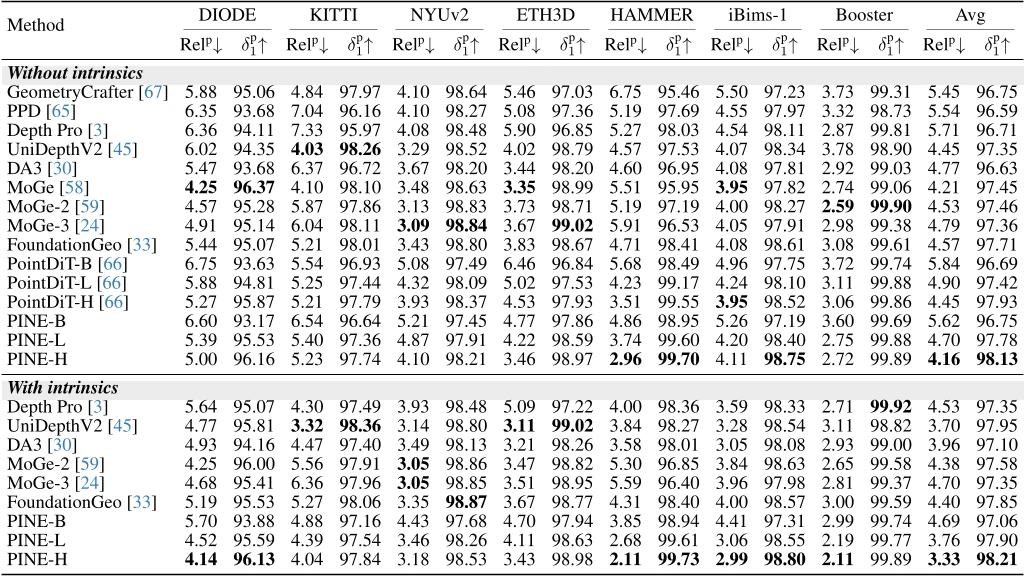 Method DIODE KITTI NYUv2 ETH3D HAMMER iBims-1 Booster Avg
Relᵖ↓ δ₁ᵖ↑ Relᵖ↓ δ₁ᵖ↑ Relᵖ↓ δ₁ᵖ↑ Relᵖ↓ δ₁ᵖ↑ Relᵖ↓ δ₁ᵖ↑ Relᵖ↓ δ₁ᵖ↑ Relᵖ↓ δ₁ᵖ↑ Relᵖ↓ δ₁ᵖ↑
Without intrinsics
GeometryCrafter [67] 5.88 95.06 4.84 97.97 4.10 98.64 5.46 97.03 6.75 95.46 5.50 97.23 3.73 99.31 5.45 96.75
PPD [65] 6.35 93.68 7.04 96.16 4.10 98.27 5.08 97.36 5.19 97.69 4.55 97.97 3.32 98.73 5.54 96.59
Depth Pro [3] 6.36 94.11 7.33 95.97 4.08 98.48 5.90 96.85 5.27 98.03 4.54 98.11 2.87 99.81 5.71 96.71
UniDepthV2 [45] 6.02 94.35 4.03 98.26 3.29 98.52 4.02 98.79 4.57 97.53 4.07 98.34 3.78 98.90 4.45 97.35
DA3 [30] 5.47 93.68 6.37 96.72 3.67 98.20 3.44 98.20 4.60 96.95 4.08 97.81 2.92 99.03 4.77 96.63
MoGe [58] 4.25 96.37 4.10 98.10 3.48 98.63 3.35 98.99 5.51 95.95 3.95 97.82 2.74 99.06 4.21 97.45
MoGe-2 [59] 4.57 95.28 5.87 97.86 3.13 98.83 3.73 98.71 5.19 97.19 4.00 98.27 2.59 99.90 4.53 97.46
MoGe-3 [24] 4.91 95.14 6.04 98.11 3.09 98.84 3.67 99.02 5.91 96.53 4.05 97.91 2.98 99.38 4.79 97.36
FoundationGeo [33] 5.44 95.07 5.21 98.01 3.43 98.80 3.83 98.67 4.71 98.41 4.08 98.61 3.08 99.61 4.59 97.71
PointDiT-B [66] 6.75 93.63 5.54 96.93 5.08 97.49 6.46 96.84 5.68 98.49 4.96 97.75 3.72 99.74 5.84 96.69
PointDiT-L [66] 5.88 94.81 5.25 97.44 4.32 98.09 5.02 97.53 4.23 99.17 4.24 98.10 3.11 99.88 4.90 97.42
PointDiT-H [66] 5.27 95.87 5.21 97.79 3.93 98.37 4.53 97.93 3.51 99.55 3.95 98.52 3.06 99.86 4.45 97.93
PINE-B 6.60 93.17 6.54 96.64 5.21 97.45 4.77 97.86 4.86 98.95 5.26 97.19 3.60 99.69 5.62 96.75
PINE-L 5.39 95.53 5.40 97.36 4.87 97.91 4.22 98.59 3.74 99.60 4.20 98.40 2.75 99.88 4.70 97.78
PINE-H 5.00 96.16 5.23 97.74 4.10 98.21 3.46 98.97 2.96 99.70 4.11 98.75 2.72 99.89 4.16 98.13
With intrinsics
Depth Pro [3] 5.64 95.07 4.30 97.49 3.93 98.48 5.09 97.22 4.00 98.36 3.59 98.33 2.71 99.92 4.53 97.35
UniDepthV2 [45] 4.77 95.81 3.32 98.36 3.14 98.80 3.11 99.02 3.84 98.27 3.28 98.54 3.11 98.82 3.70 97.95
DA3 [30] 4.93 94.16 4.47 97.40 3.49 98.13 3.21 98.26 3.58 98.01 3.05 98.08 2.93 99.00 3.96 97.10
MoGe-2 [59] 4.25 96.00 5.56 97.91 3.05 98.86 3.47 98.82 5.30 96.85 3.84 98.63 2.65 99.58 4.38 97.58
MoGe-3 [24] 4.68 95.41 6.36 97.96 3.05 98.85 3.51 98.95 5.59 96.40 3.96 97.98 2.81 99.37 4.70 97.35
FoundationGeo [33] 5.19 95.53 5.27 98.06 3.35 98.87 3.67 98.77 4.31 98.40 4.00 98.57 3.00 99.59 4.40 97.85
PINE-B 5.70 93.88 4.88 97.16 4.43 97.68 4.70 97.94 3.85 98.94 4.41 97.31 2.99 99.74 4.69 97.06
PINE-L 4.52 95.59 4.39 97.54 3.46 98.26 4.11 98.63 2.68 99.61 3.06 98.55 2.19 99.77 3.76 97.90
PINE-H 4.14 96.13 4.04 97.84 3.18 98.53 3.43 98.98 2.11 99.73 2.99 98.80 2.11 99.89 3.33 98.21